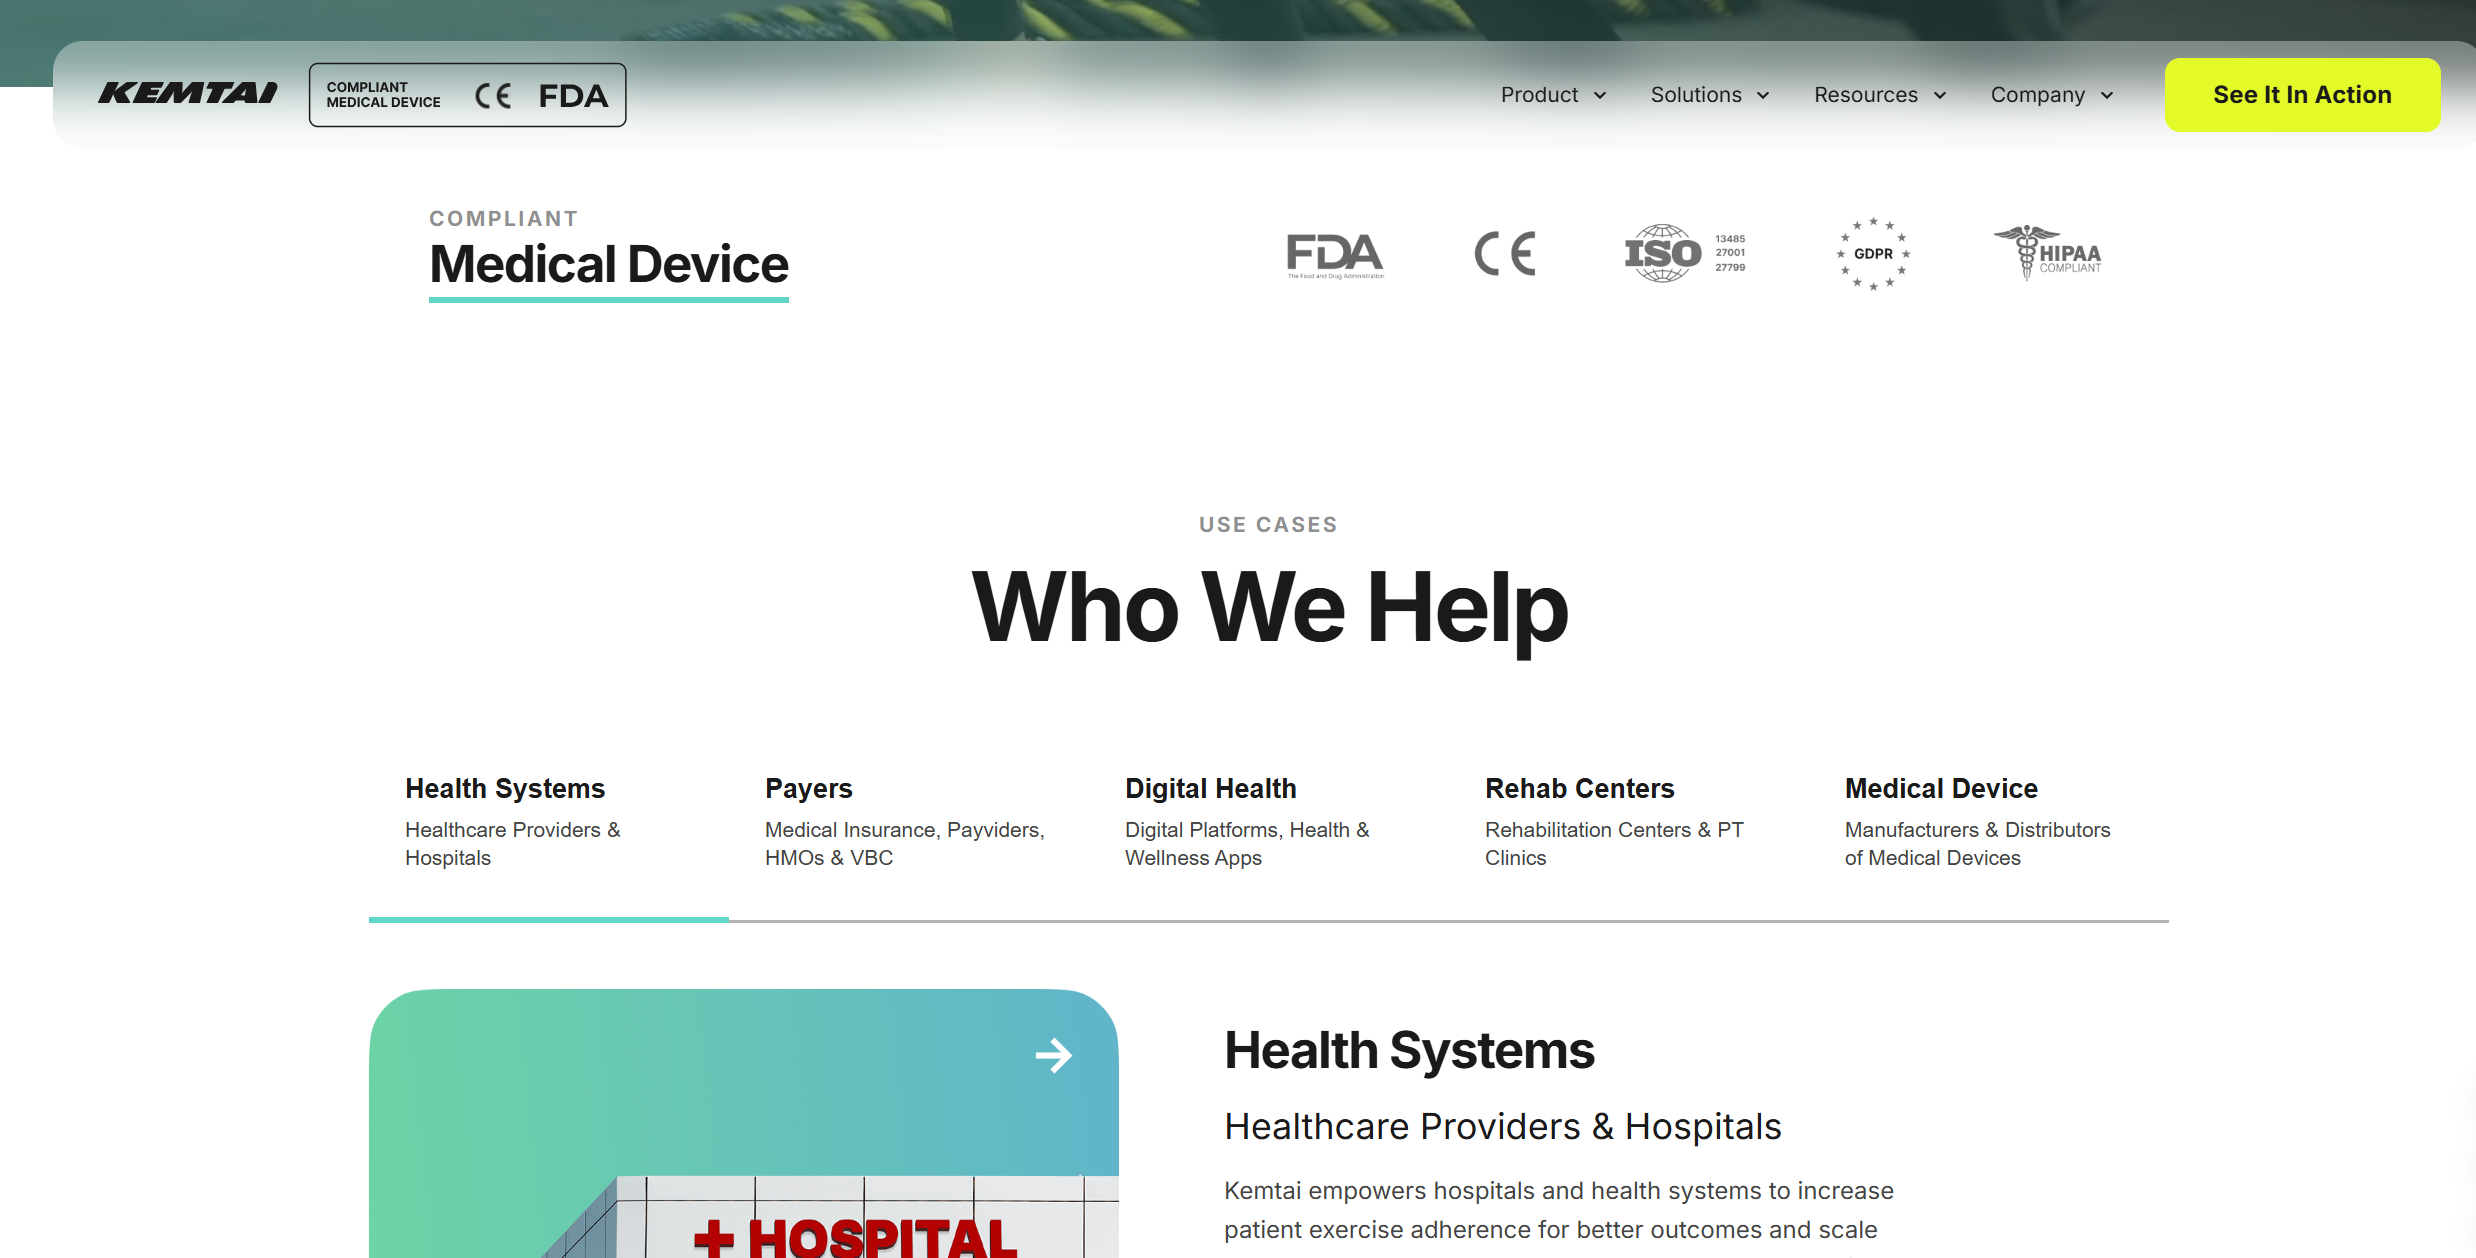 KEMTAI
COMPLIANT
MEDICAL DEVICE
CE FDA
Product
Solutions
Resources
Company
See It In Action
COMPLIANT
Medical Device
FDA
The Food and Drug Administration
CE
ISO
13485
27001
27799
GDPR
HIPAA
COMPLIANT
USE CASES
Who We Help
Health Systems
Healthcare Providers &
Hospitals
Payers
Medical Insurance, Payviders,
HMOs & VBC
Digital Health
Digital Platforms, Health &
Wellness Apps
Rehab Centers
Rehabilitation Centers & PT
Clinics
Medical Device
Manufacturers & Distributors
of Medical Devices
HOSPITAL
Health Systems
Healthcare Providers & Hospitals
Kemtai empowers hospitals and health systems to increase
patient exercise adherence for better outcomes and scale